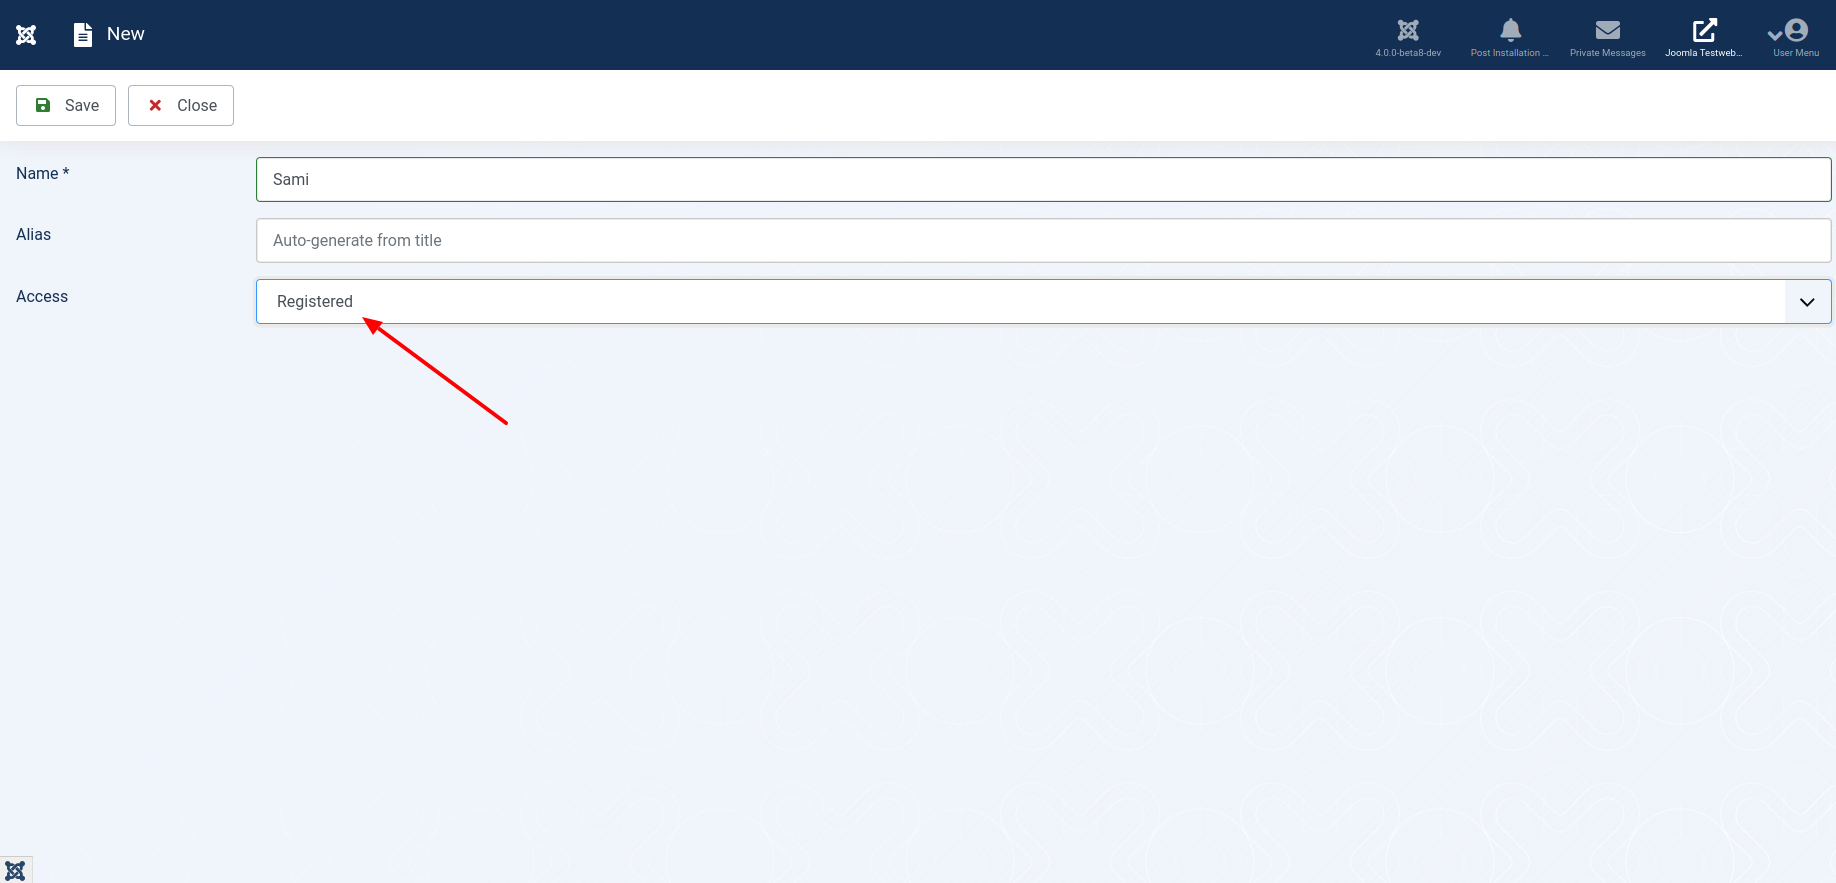 New
4.0.0-beta8-dev
Post Installation ...
Private Messages
Joomla Testweb...
User Menu
Save
Close
Name *
Sami
Alias
Auto-generate from title
Access
Registered